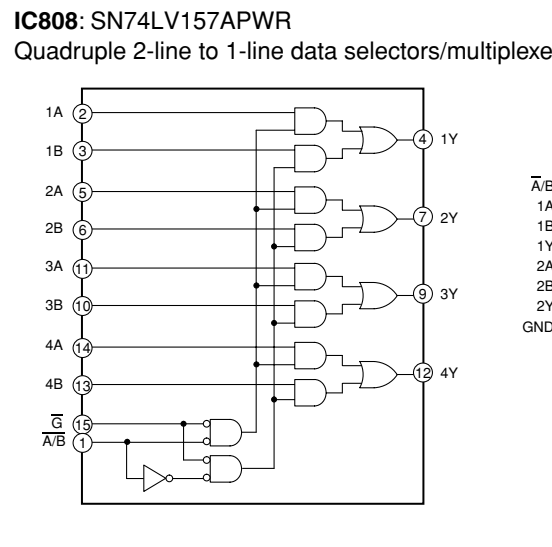 IC808: SN74LV157APWR
Quadruple 2-line to 1-line data selectors/multiplexe
1A 2
1B 3
4 1Y
2A 5
2B 6
7 2Y
3A 11
3B 10
9 3Y
4A 14
4B 13
12 4Y
G 15
A/B 1
A/B
1A
1B
1Y
2A
2B
2Y
GND